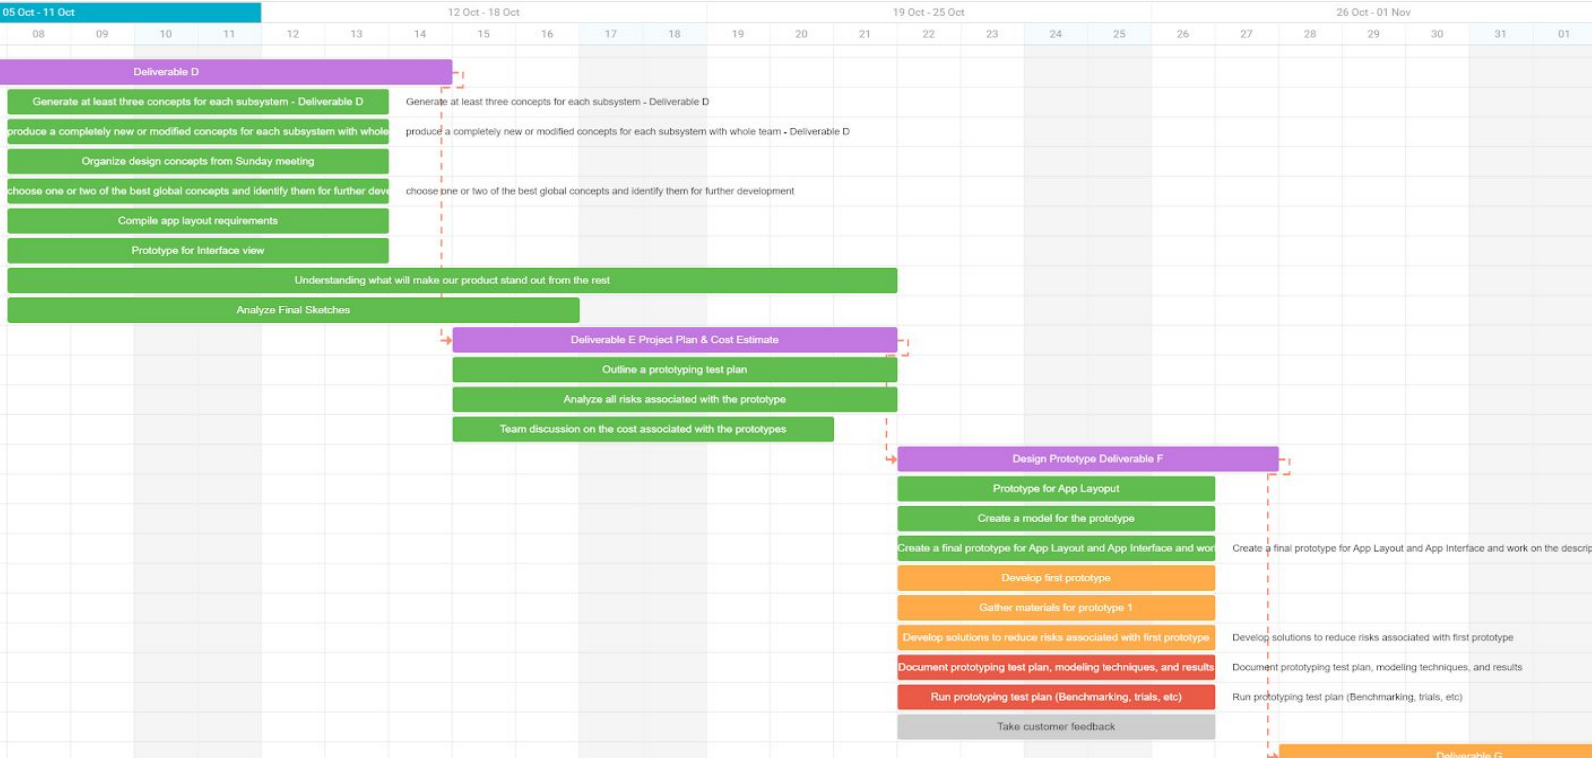 05 Oct - 11 Oct 12 Oct - 18 Oct 19 Oct - 25 Oct 26 Oct - 01 Nov
08 09 10 11 12 13 14 15 16 17 18 19 20 21 22 23 24 25 26 27 28 29 30 31 01
Deliverable D
Generate at least three concepts for each subsystem - Deliverable D Generate at least three concepts for each subsystem - Deliverable D
produce a completely new or modified concepts for each subsystem with whole produce a completely new or modified concepts for each subsystem with whole team - Deliverable D
Organize design concepts from Sunday meeting
choose one or two of the best global concepts and identify them for further deve choose one or two of the best global concepts and identify them for further development
Compile app layout requirements
Prototype for Interface view
Understanding what will make our product stand out from the rest
Analyze Final Sketches
Deliverable E Project Plan & Cost Estimate
Outline a prototyping test plan
Analyze all risks associated with the prototype
Team discussion on the cost associated with the prototypes
Design Prototype Deliverable F
Prototype for App Layoput
Create a model for the prototype
Create a final prototype for App Layout and App Interface and worl Create a final prototype for App Layout and App Interface and work on the descrip
Develop first prototype
Gather materials for prototype 1
Develop solutions to reduce risks associated with first prototype Develop solutions to reduce risks associated with first prototype
Document prototyping test plan, modeling techniques, and results Document prototyping test plan, modeling techniques, and results
Run prototyping test plan (Benchmarking, trials, etc) Run prototyping test plan (Benchmarking, trials, etc)
Take customer feedback
Deliverable G